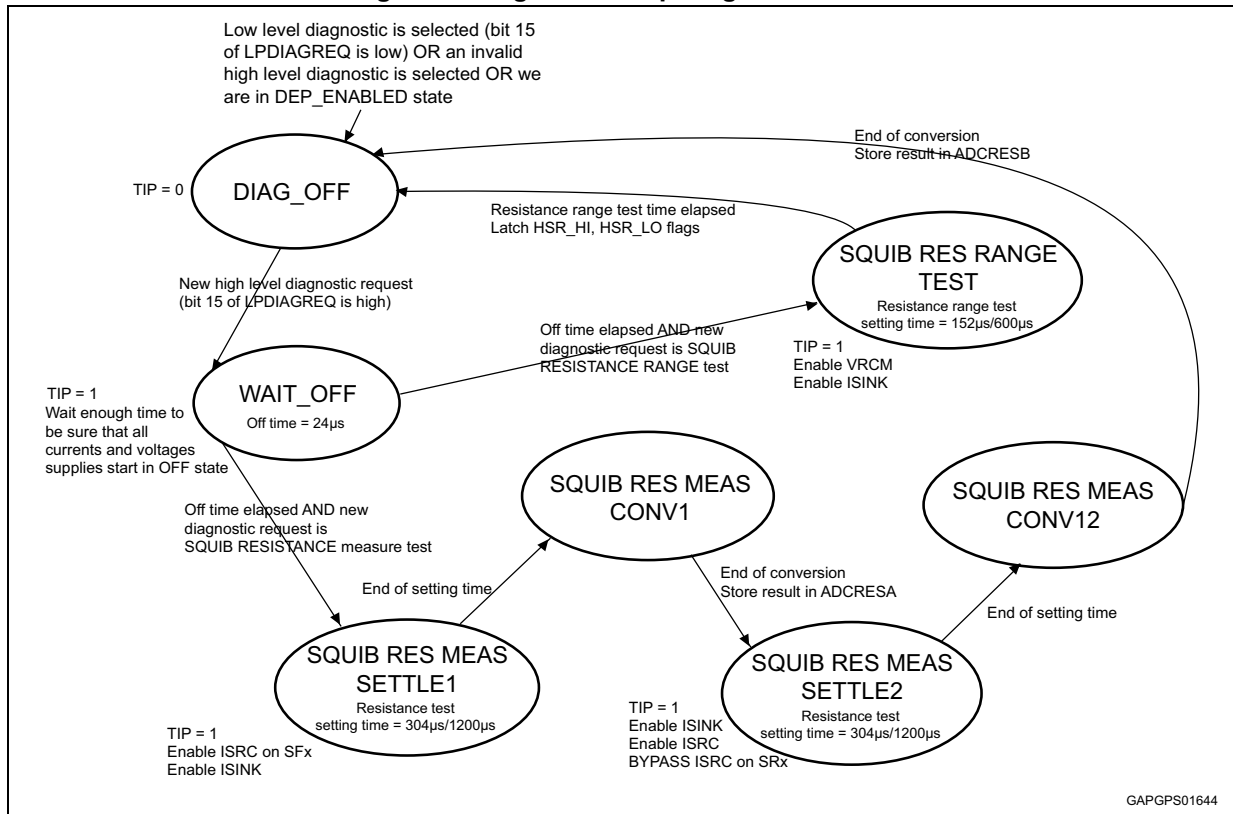 Low level diagnostic is selected (bit 15
of LPDIAGREQ is low) OR an invalid
high level diagnostic is selected OR we
are in DEP_ENABLED state
End of conversion
Store result in ADCRESB
TIP = 0
DIAG_OFF
Resistance range test time elapsed
Latch HSR_HI, HSR_LO flags
SQUIB RES RANGE
TEST
Resistance range test
setting time = 152µs/600µs
New high level diagnostic request
(bit 15 of LPDIAGREQ is high)
Off time elapsed AND new
diagnostic request is SQUIB
RESISTANCE RANGE test
TIP = 1
Enable VRCM
Enable ISINK
TIP = 1
Wait enough time to
be sure that all
currents and voltages
supplies start in OFF state
WAIT_OFF
Off time = 24µs
SQUIB RES MEAS
CONV1
SQUIB RES MEAS
CONV12
Off time elapsed AND new
diagnostic request is
SQUIB RESISTANCE measure test
End of conversion
Store result in ADCRESA
End of setting time
End of setting time
SQUIB RES MEAS
SETTLE1
Resistance test
setting time = 304µs/1200µs
TIP = 1
Enable ISRC on SFx
Enable ISINK
SQUIB RES MEAS
SETTLE2
Resistance test
setting time = 304µs/1200µs
TIP = 1
Enable ISINK
Enable ISRC
BYPASS ISRC on SRx
GAPGPS01644